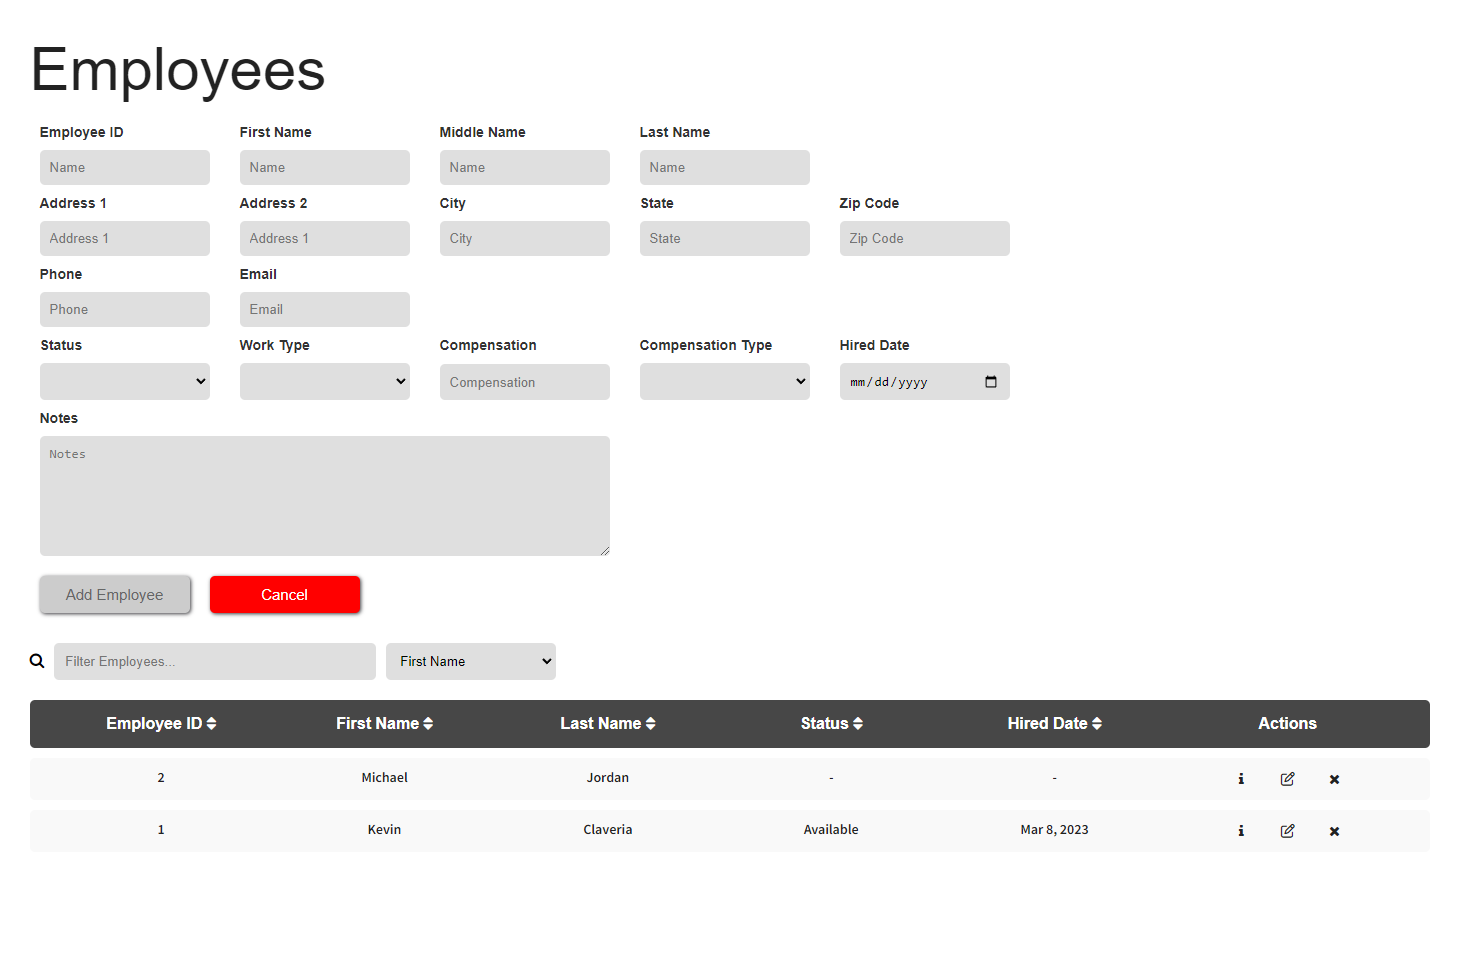 Employees
Employee ID First Name Middle Name Last Name
Name Name Name Name
Address 1 Address 2 City State Zip Code
Address 1 Address 1 City State Zip Code
Phone Email
Phone Email
Status Work Type Compensation Compensation Type Hired Date
Compensation mm/dd/yyyy
Notes
Notes
Add Employee Cancel
Filter Employees... First Name
Employee ID First Name Last Name Status Hired Date Actions
2 Michael Jordan - -
1 Kevin Claveria Available Mar 8, 2023